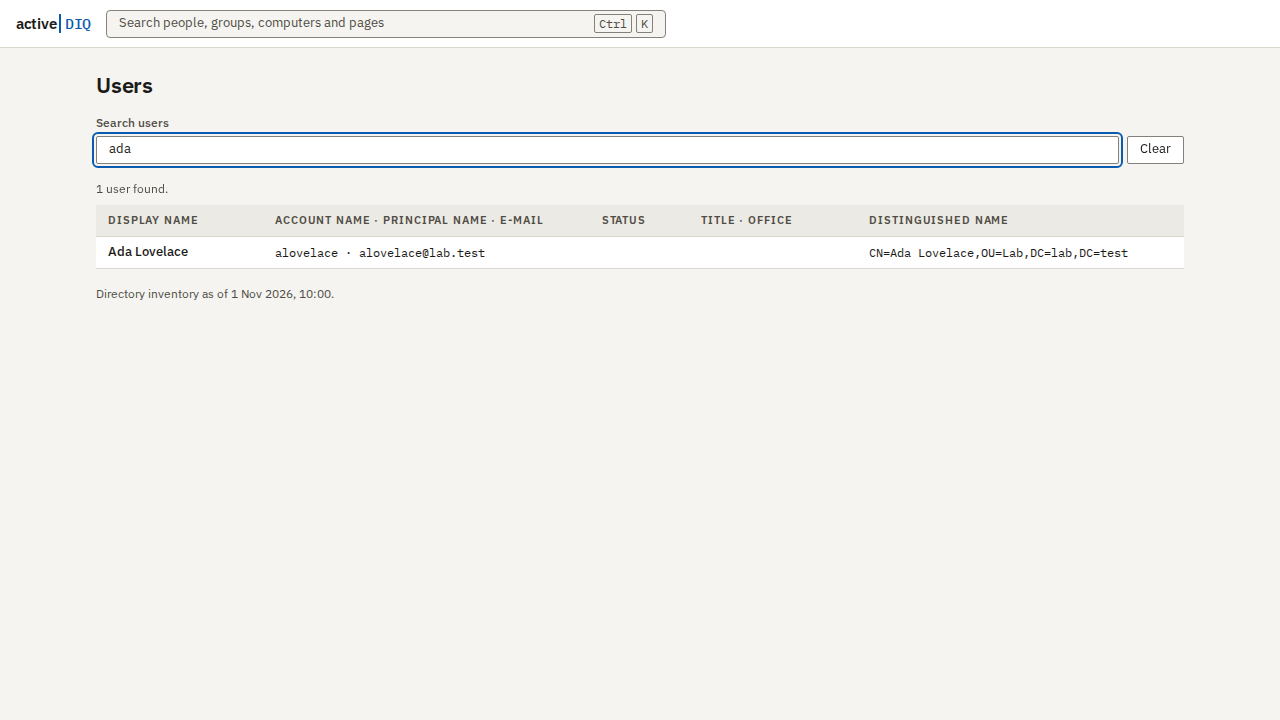 active DIQ Search people, groups, computers and pages Ctrl K
Users
Search users
ada Clear
1 user found.
DISPLAY NAME ACCOUNT NAME · PRINCIPAL NAME · E-MAIL STATUS TITLE · OFFICE DISTINGUISHED NAME
Ada Lovelace alovelace · alovelace@lab.test CN=Ada Lovelace,OU=Lab,DC=lab,DC=test
Directory inventory as of 1 Nov 2026, 10:00.